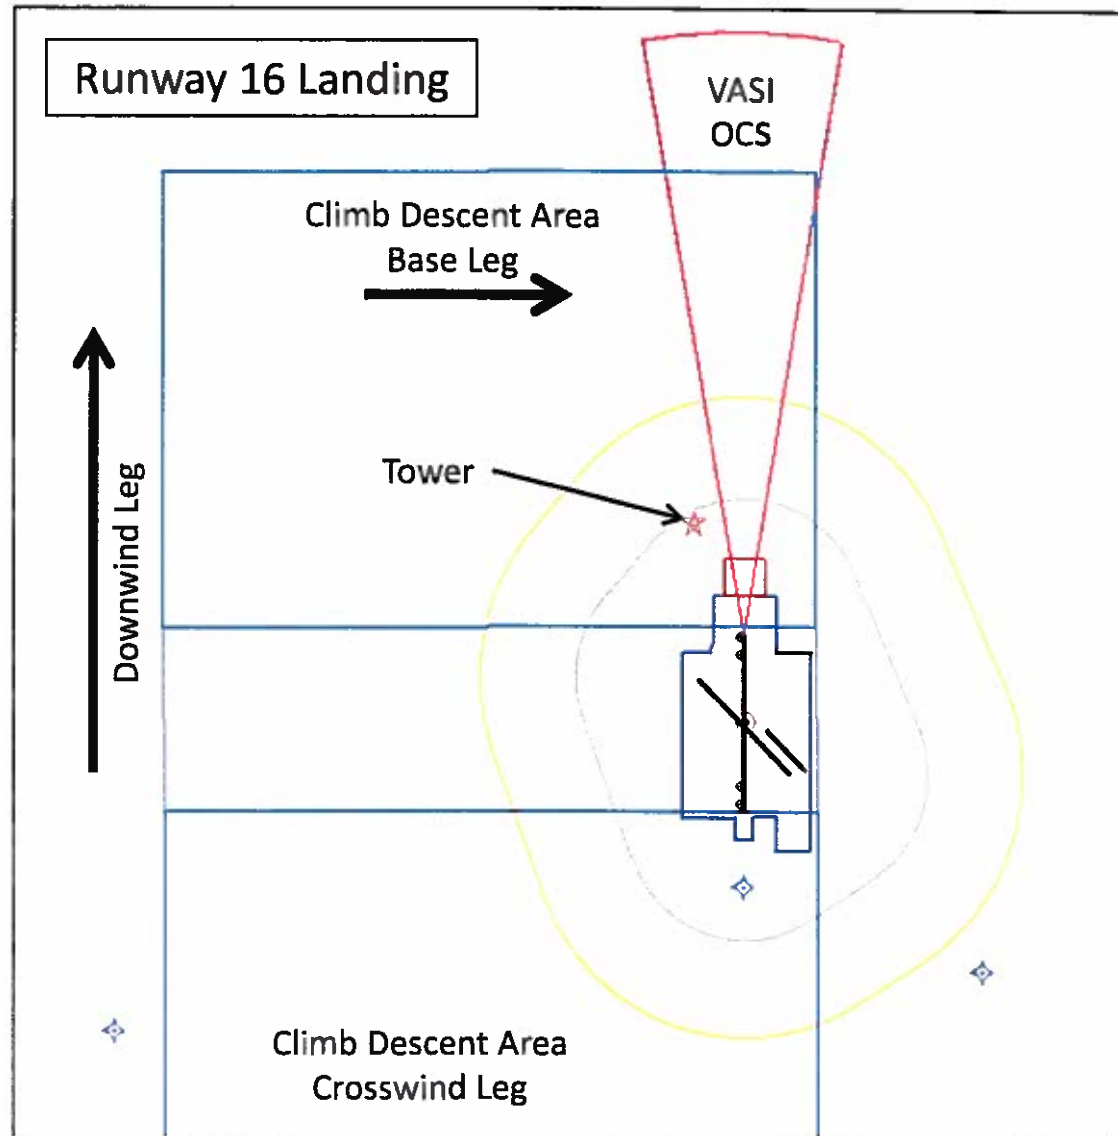 Runway 16 Landing
VASI
OCS
Climb Descent Area
Base Leg
Tower
Downwind Leg
Climb Descent Area
Crosswind Leg